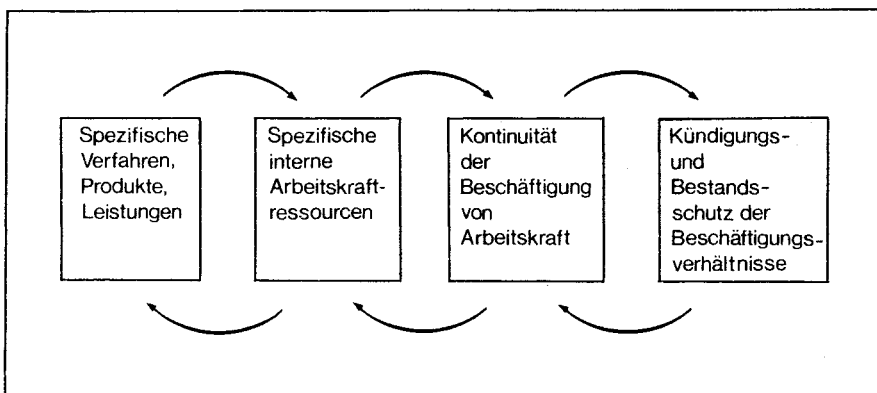 Spezifische
Verfahren,
Produkte,
Leistungen
Spezifische
interne
Arbeitskraft-
ressourcen
Kontinuität
der
Beschäftigung
von
Arbeitskraft
Kündigungs-
und
Bestands-
schutz der
Beschäftigungs-
verhältnisse